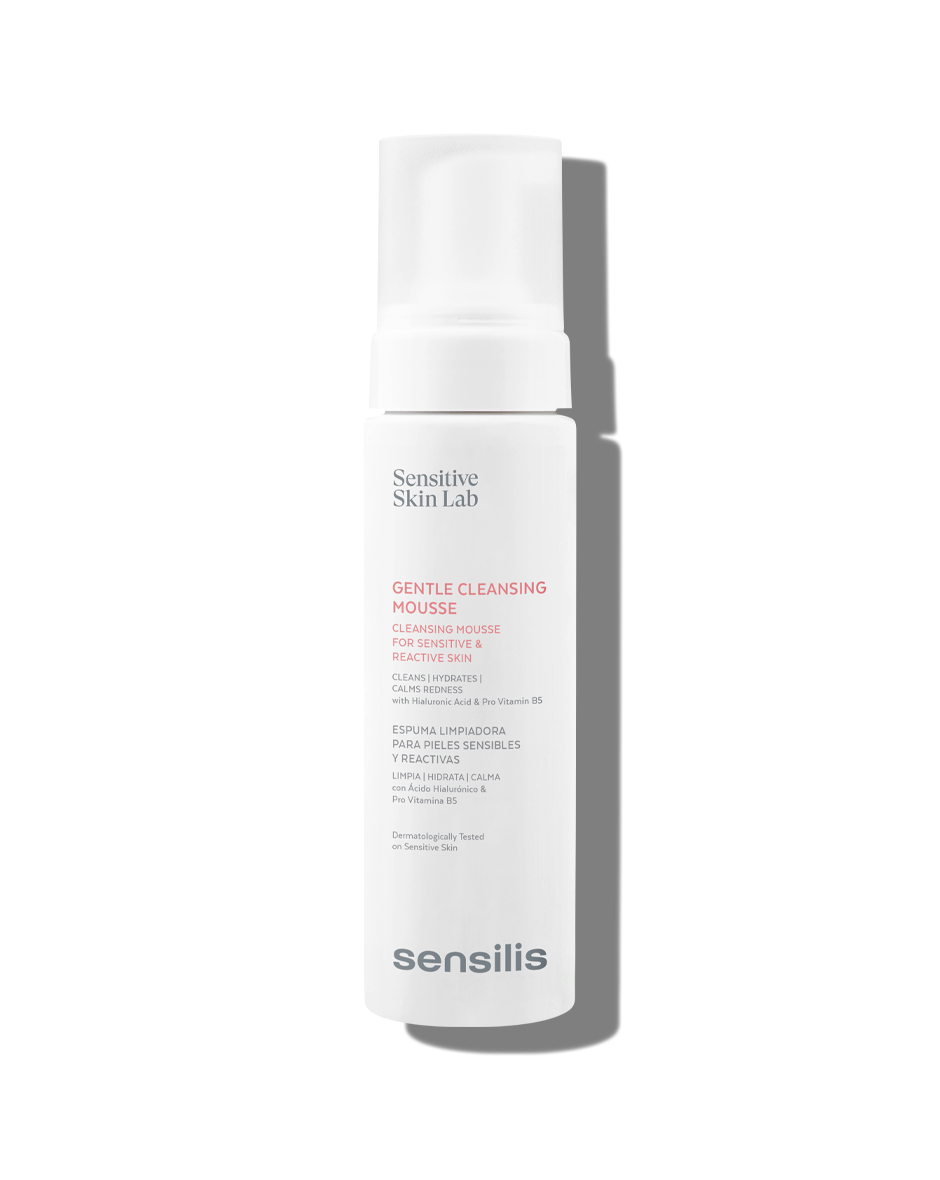 Sensitive
Skin Lab
GENTLE CLEANSING
MOUSSE
CLEANSING MOUSSE
FOR SENSITIVE &
REACTIVE SKIN
CLEANS | HYDRATES |
CALMS REDNESS
with Hialuronic Acid & Pro Vitamin B5
ESPUMA LIMPIADORA
PARA PIELES SENSIBLES
Y REACTIVAS
LIMPIA | HIDRATA | CALMA
con Ácido Hialurónico &
Pro Vitamina B5
Dermatologically Tested
on Sensitive Skin
sensilis